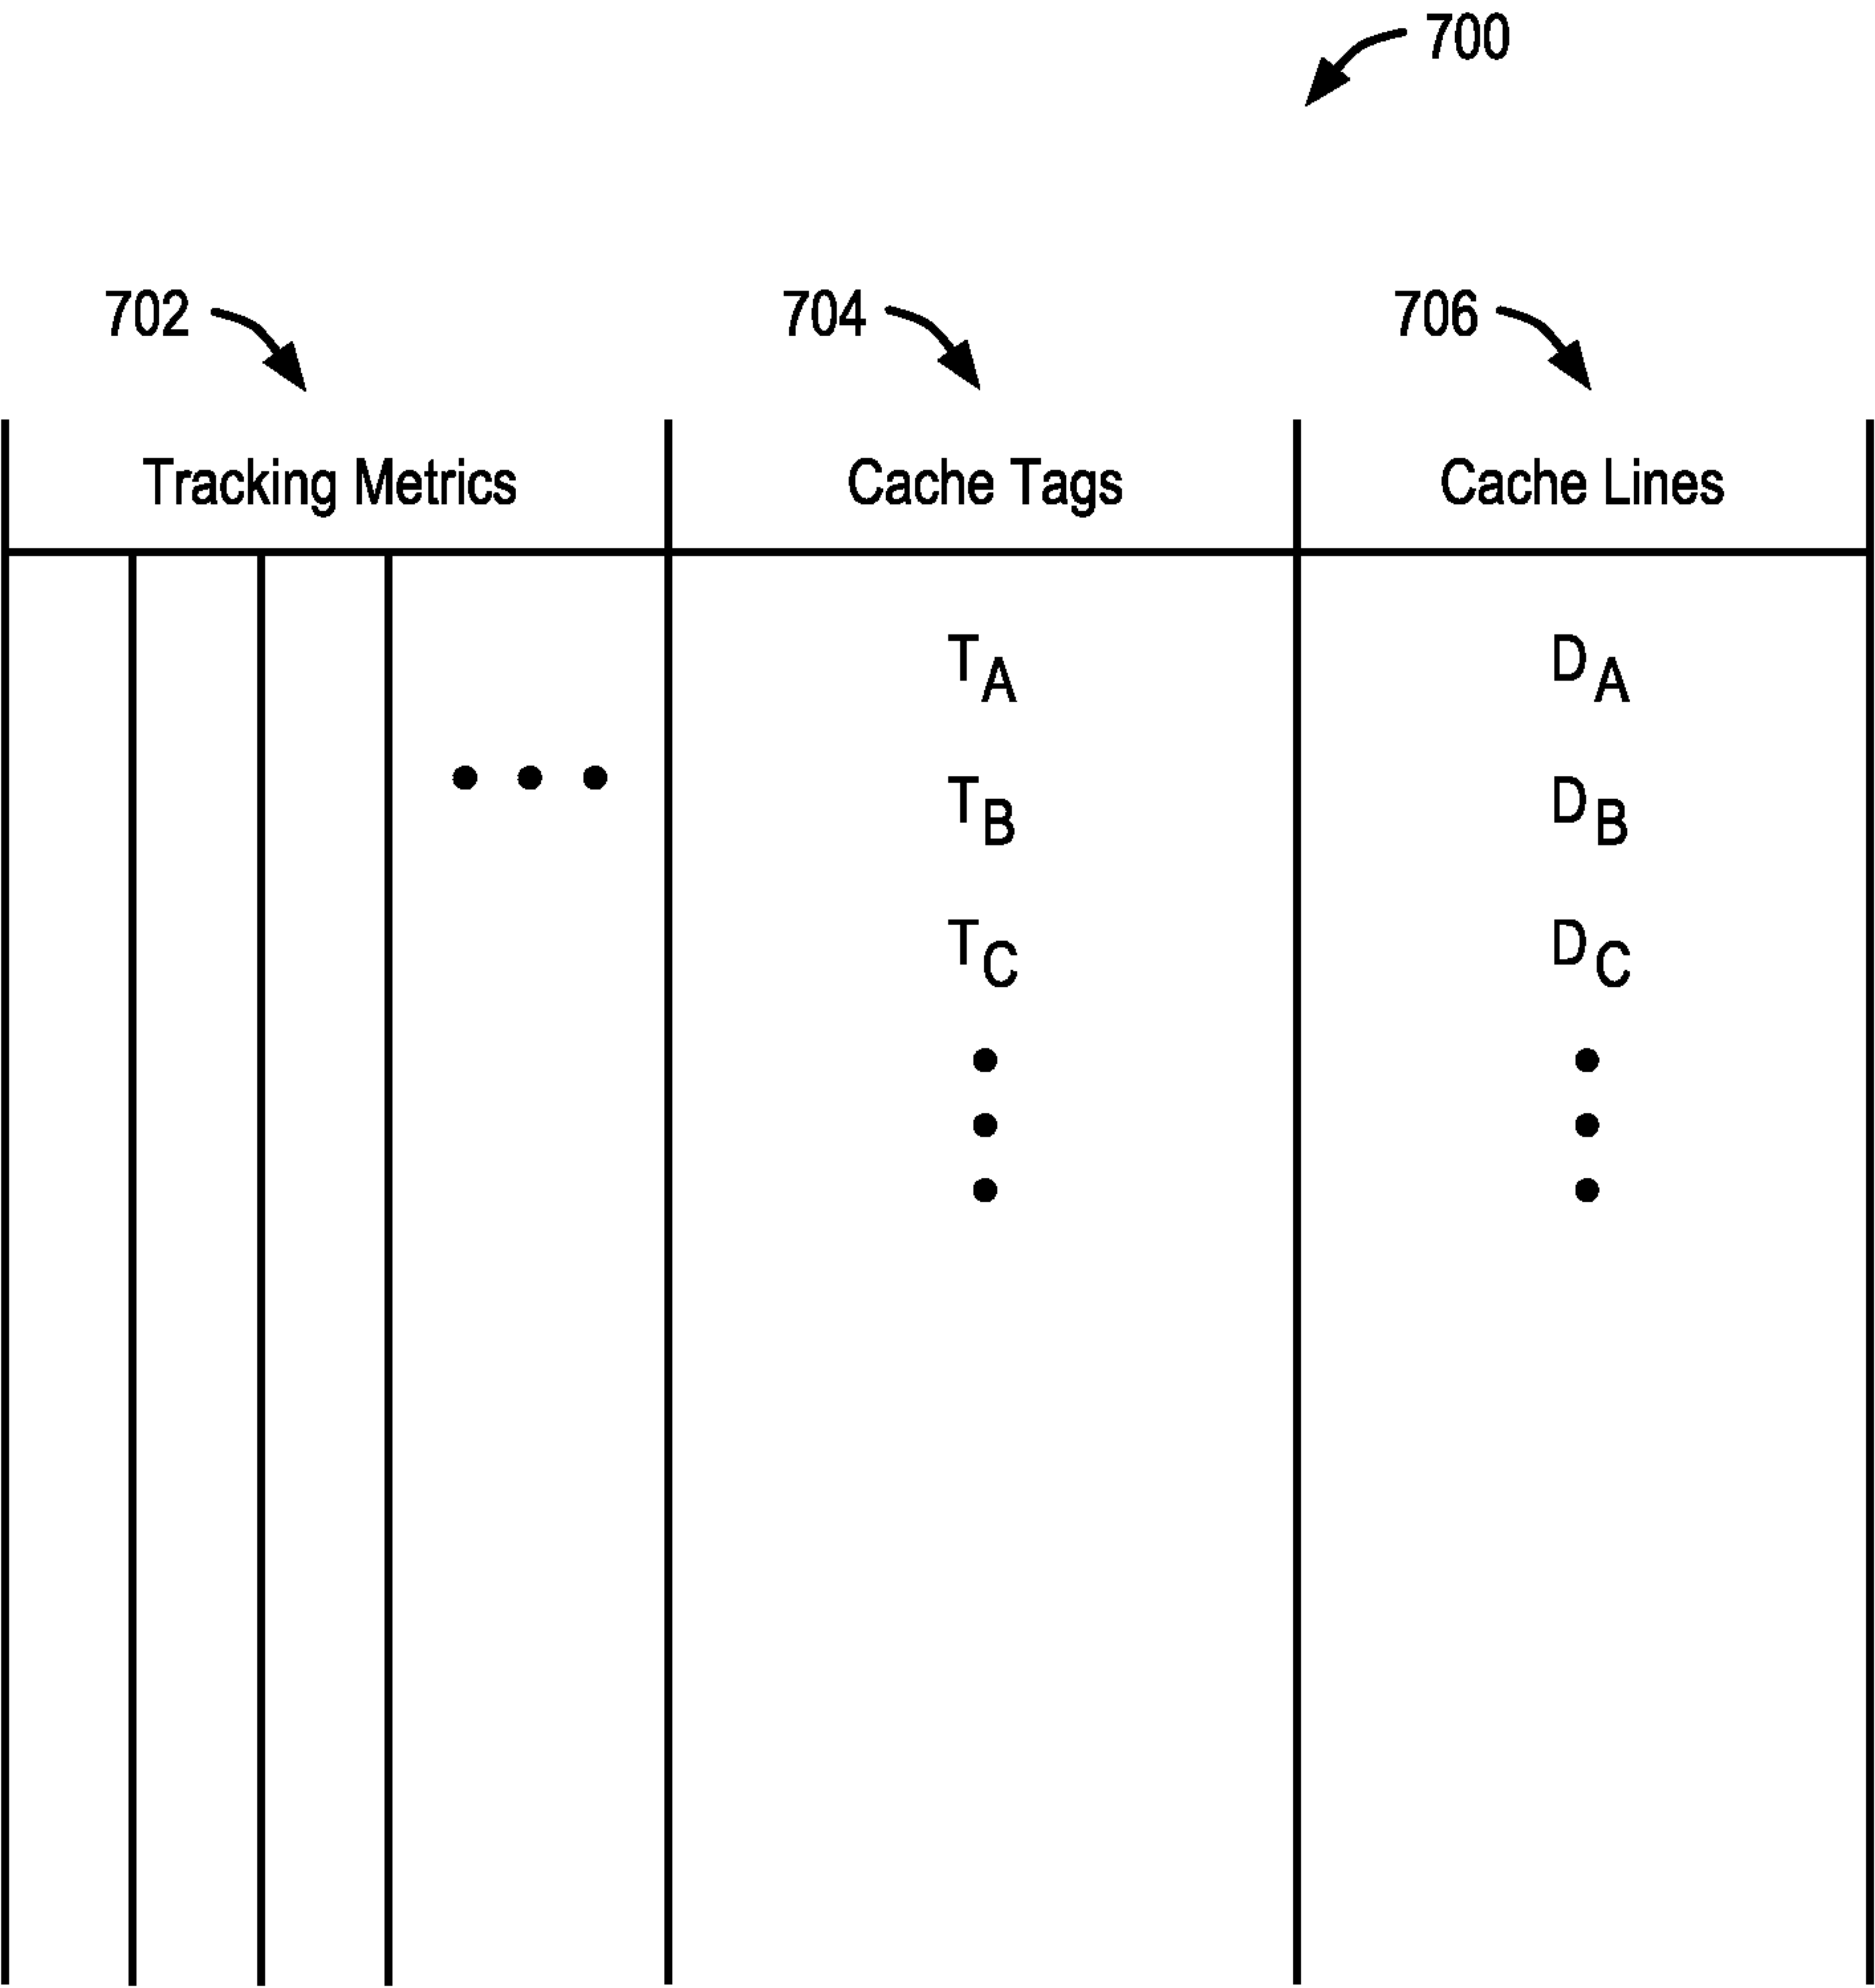 700
702 704 706
Tracking Metrics Cache Tags Cache Lines
TA DA
TB DB
TC DC